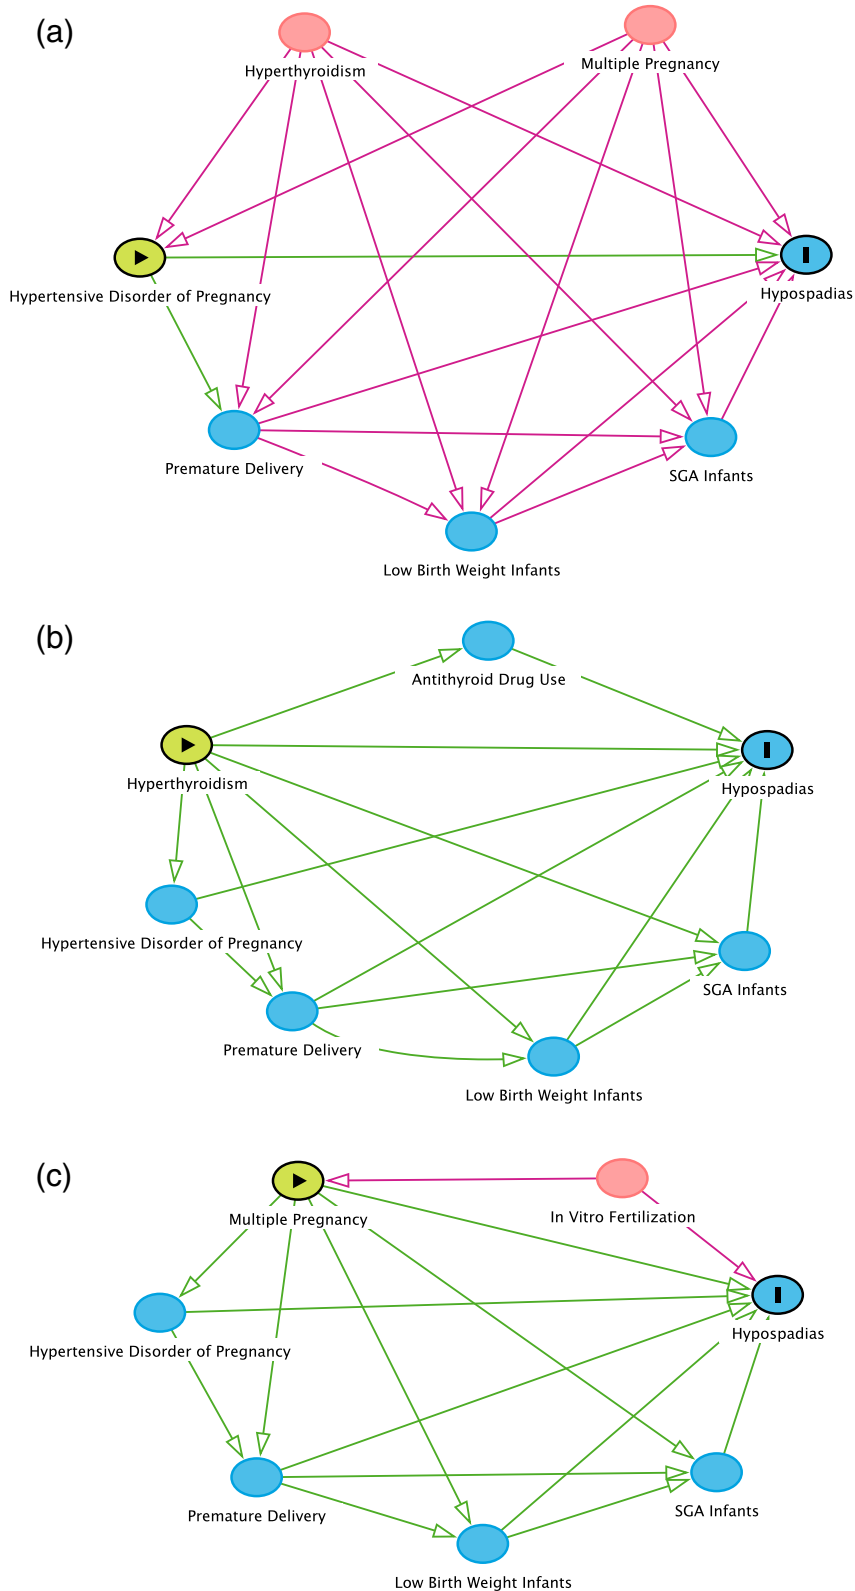 (a)
Hyperthyroidism
Multiple Pregnancy
Hypertensive Disorder of Pregnancy
Hypospadias
Premature Delivery
SGA Infants
Low Birth Weight Infants
(b)
Antithyroid Drug Use
Hyperthyroidism
Hypospadias
Hypertensive Disorder of Pregnancy
SGA Infants
Premature Delivery
Low Birth Weight Infants
(c)
Multiple Pregnancy
In Vitro Fertilization
Hypospadias
Hypertensive Disorder of Pregnancy
SGA Infants
Premature Delivery
Low Birth Weight Infants